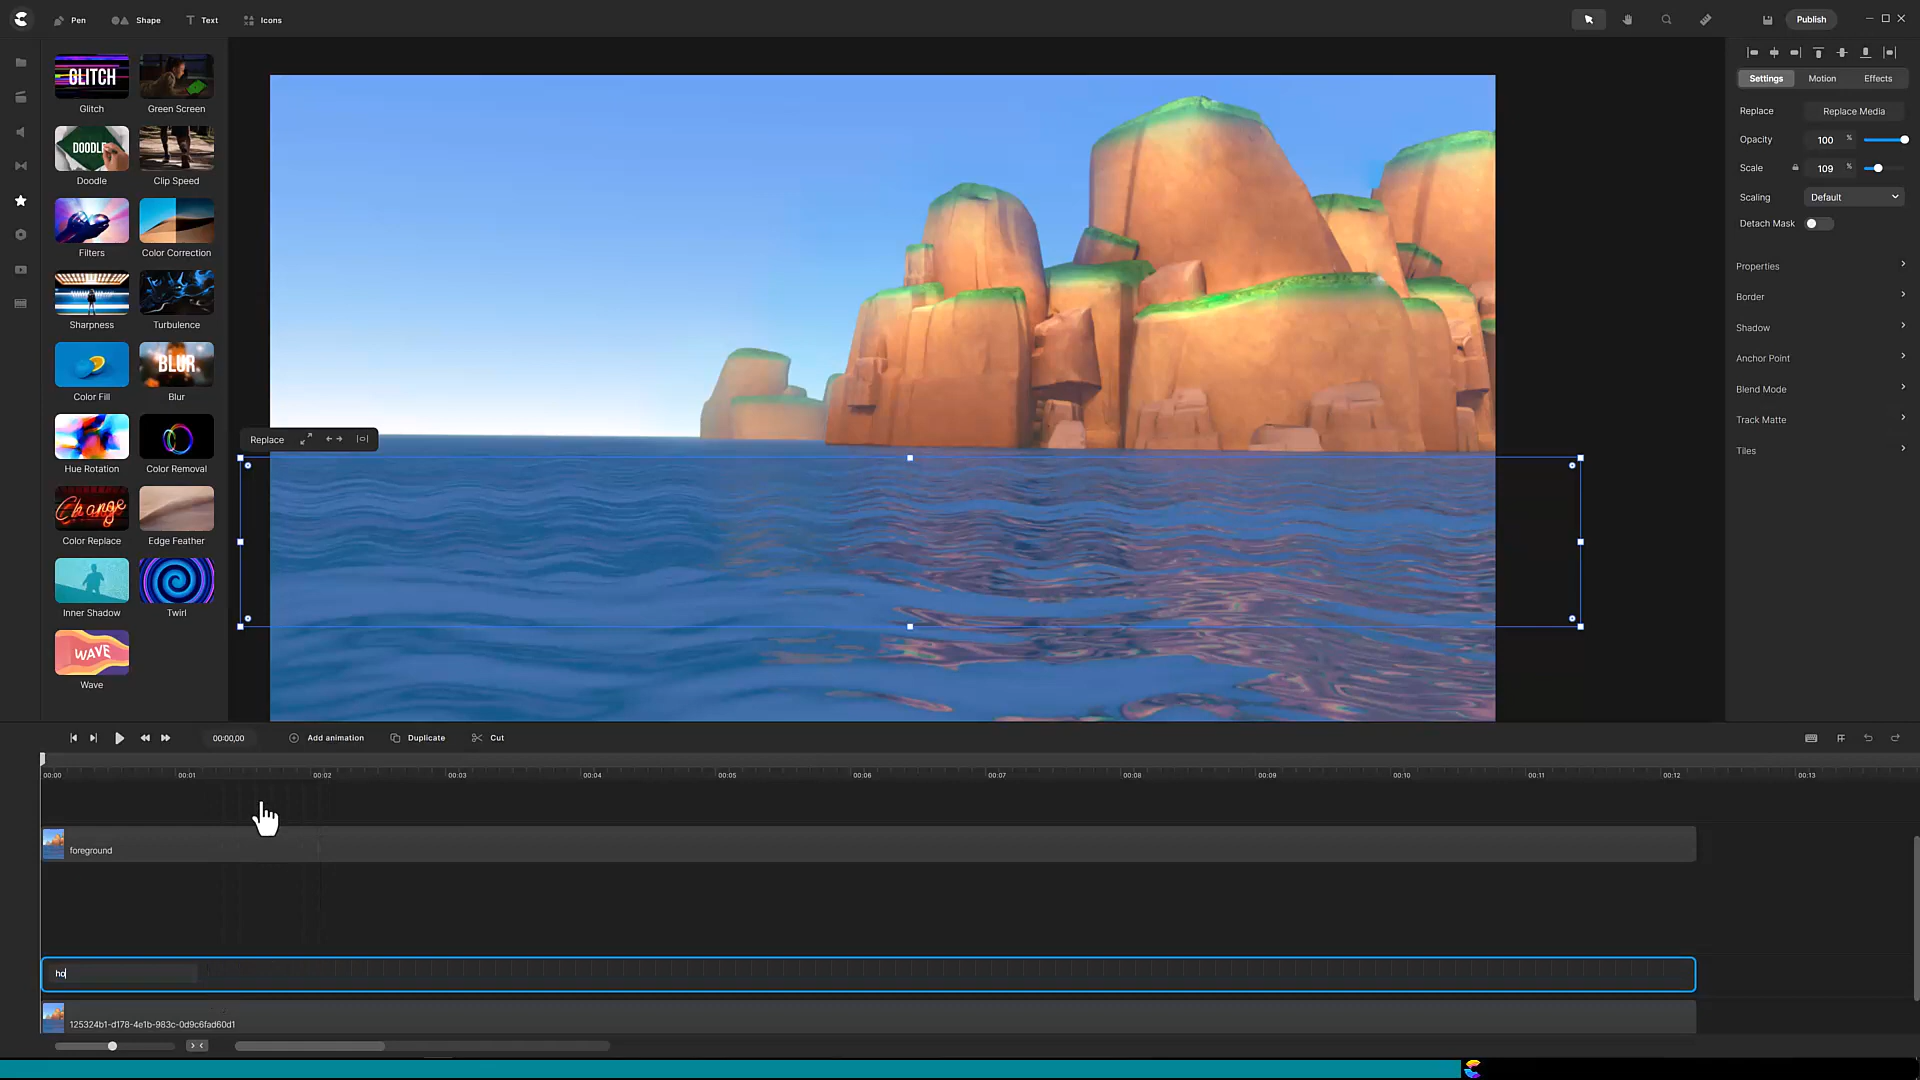 Pen
Shape
Text
Icons
Publish
GLITCH
Glitch
Green Screen
DOODLE
Doodle
Clip Speed
Filters
Color Correction
Sharpness
Turbulence
BLUR
Color Fill
Blur
Hue Rotation
Color Removal
Change
Color Replace
Edge Feather
Inner Shadow
Twirl
WAVE
Wave
Replace
Settings
Motion
Effects
Replace
Replace Media
Opacity
100 %
Scale
109 %
Scaling
Default
Detach Mask
Properties
Border
Shadow
Anchor Point
Blend Mode
Track Matte
Tiles
00:00,00
Add animation
Duplicate
Cut
00:00
00:01
00:02
00:03
00:04
00:05
00:06
00:07
00:08
00:09
00:10
00:11
00:12
00:13
foreground
ho
125324b1-d178-4e1b-983c-0d9c6fad60d1